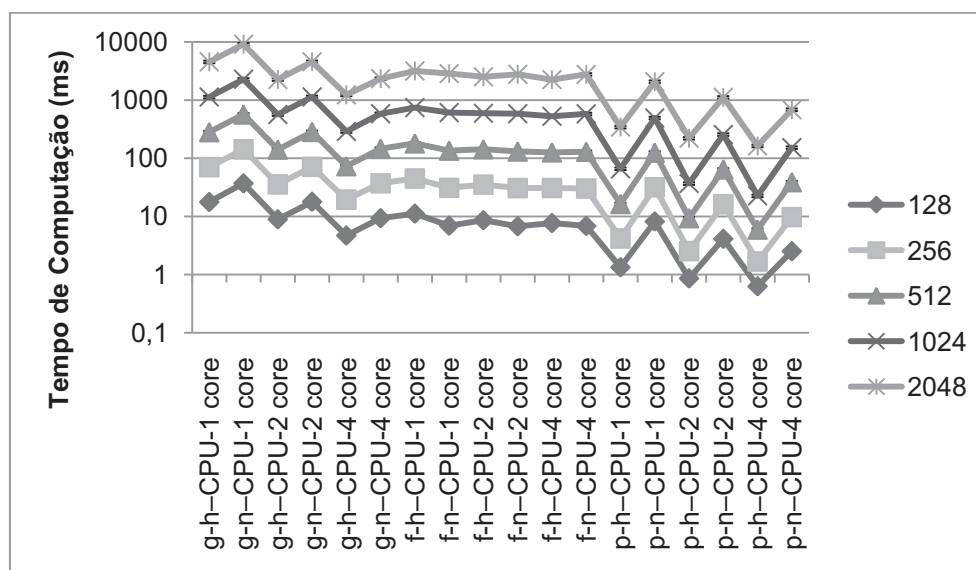 Tempo de Computação (ms)
10000
1000
100
10
1
0,1
g-h–CPU-1 core
g-n–CPU-1 core
g-h–CPU-2 core
g-n–CPU-2 core
g-h–CPU-4 core
g-n–CPU-4 core
f-h–CPU-1 core
f-n–CPU-1 core
f-h–CPU-2 core
f-n–CPU-2 core
f-h–CPU-4 core
f-n–CPU-4 core
p-h–CPU-1 core
p-n–CPU-1 core
p-h–CPU-2 core
p-n–CPU-2 core
p-h–CPU-4 core
p-n–CPU-4 core
128
256
512
1024
2048